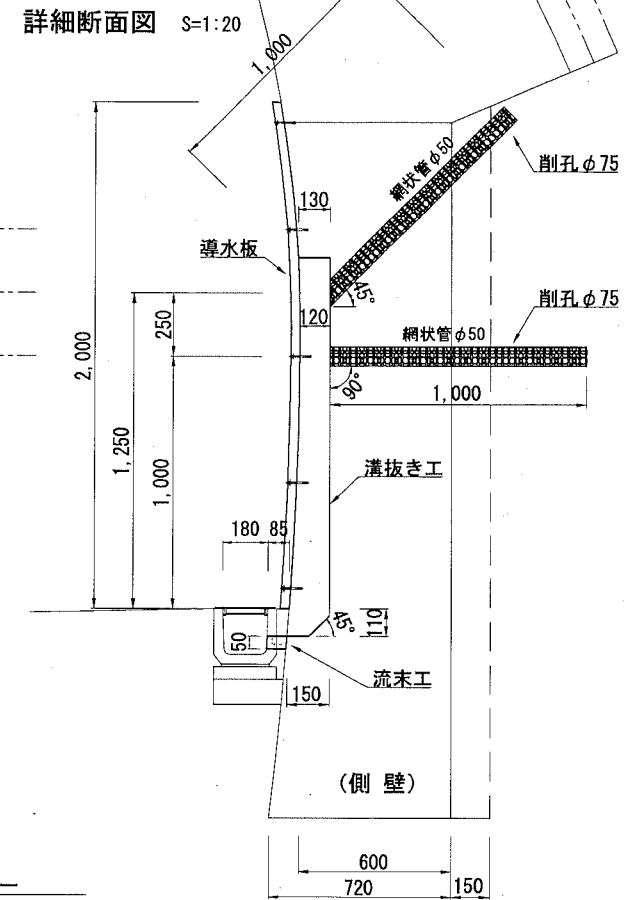 詳細断面図 S=1:20
1,000
網状管φ50
削孔φ75
130
導水板
45°
120
削孔φ75
250
網状管φ50
2,000
90°
1,000
1,250
1,000
溝抜き工
180 85
45°
110
50
流末工
150
(側 壁)
600
720 150